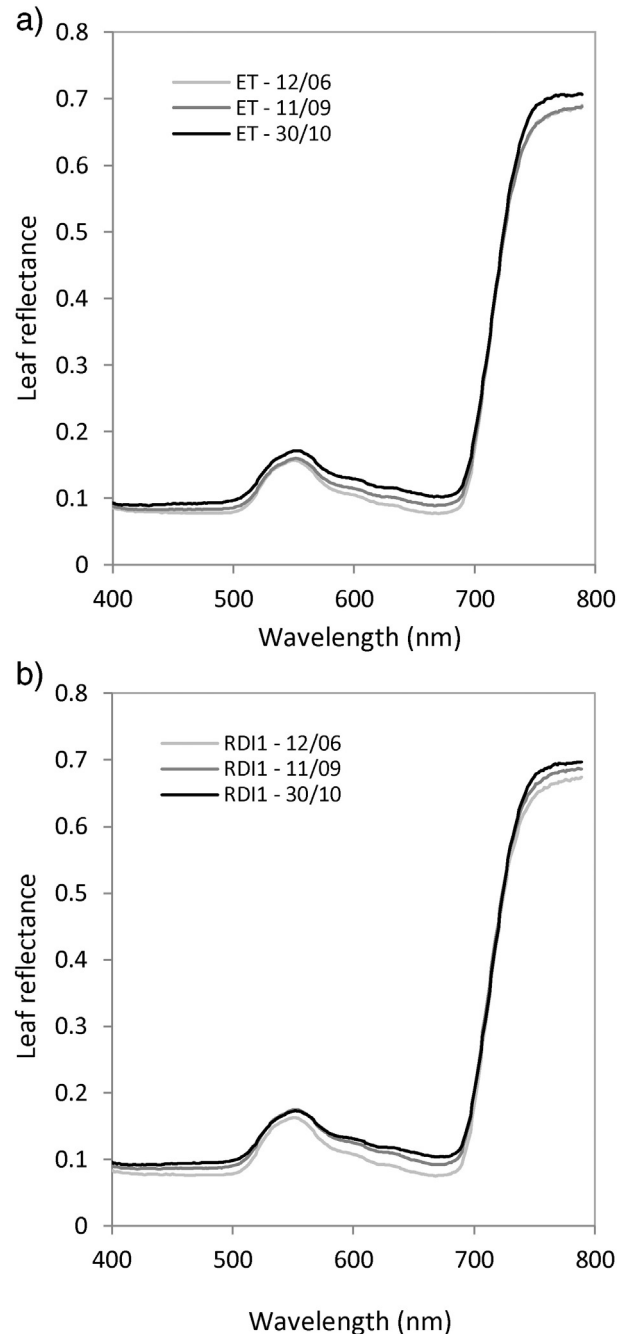 a)
0.8
0.7
0.6
0.5
0.4
0.3
0.2
0.1
0
Leaf reflectance
ET - 12/06
ET - 11/09
ET - 30/10
400 500 600 700 800
Wavelength (nm)
b)
0.8
0.7
0.6
0.5
0.4
0.3
0.2
0.1
0
Leaf reflectance
RDI1 - 12/06
RDI1 - 11/09
RDI1 - 30/10
400 500 600 700 800
Wavelength (nm)